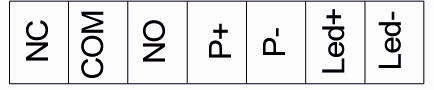 NC COM NO P+ P- Led+ Led-